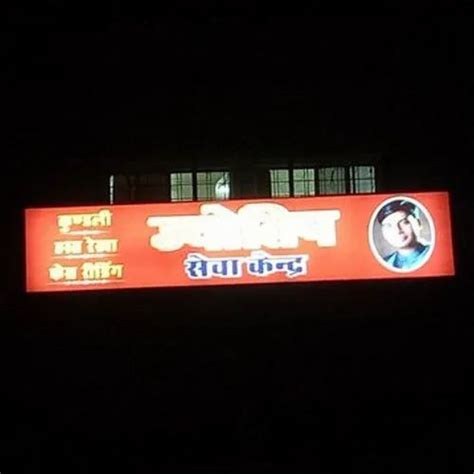 कुण्डली
हस्त रेखा
फेस रीडिंग
ज्योतिष
सेवा केन्द्र